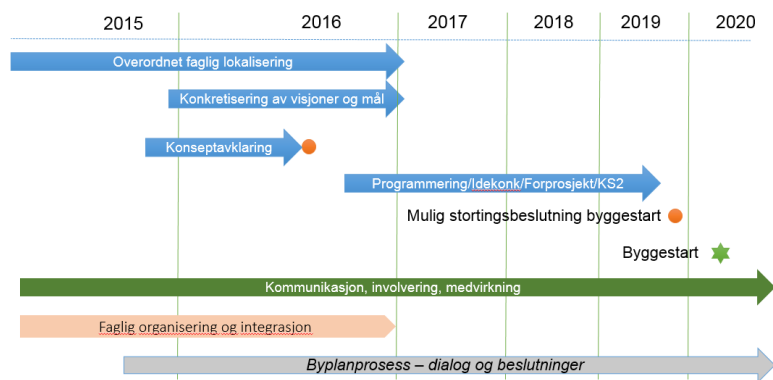 2015 2016 2017 2018 2019 2020
Overordnet faglig lokalisering
Konkretisering av visjoner og mål
Konseptavklaring
Programmering/Idekonk/Forprosjekt/KS2
Mulig stortingsbeslutning byggestart
Byggestart
Kommunikasjon, involvering, medvirkning
Faglig organisering og integrasjon
Byplanprosess – dialog og beslutninger